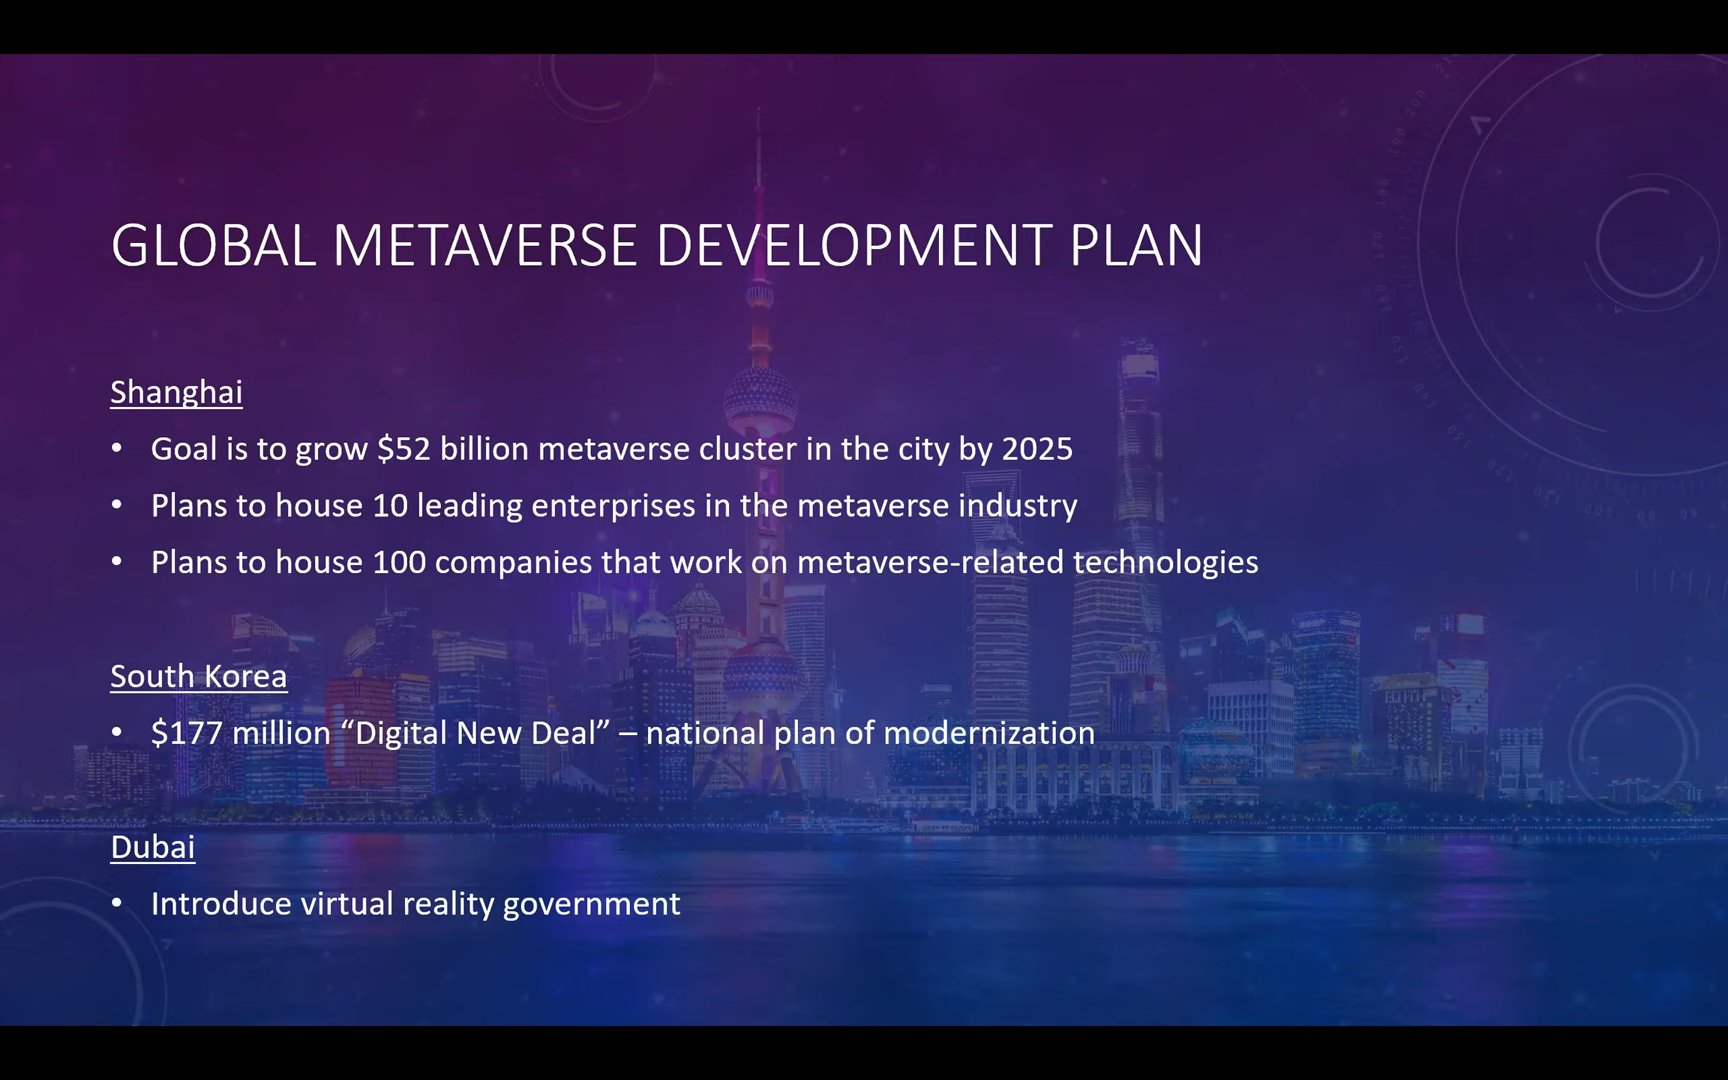 GLOBAL METAVERSE DEVELOPMENT PLAN
Shanghai
• Goal is to grow $52 billion metaverse cluster in the city by 2025
• Plans to house 10 leading enterprises in the metaverse industry
• Plans to house 100 companies that work on metaverse-related technologies
South Korea
• $177 million “Digital New Deal” – national plan of modernization
Dubai
• Introduce virtual reality government